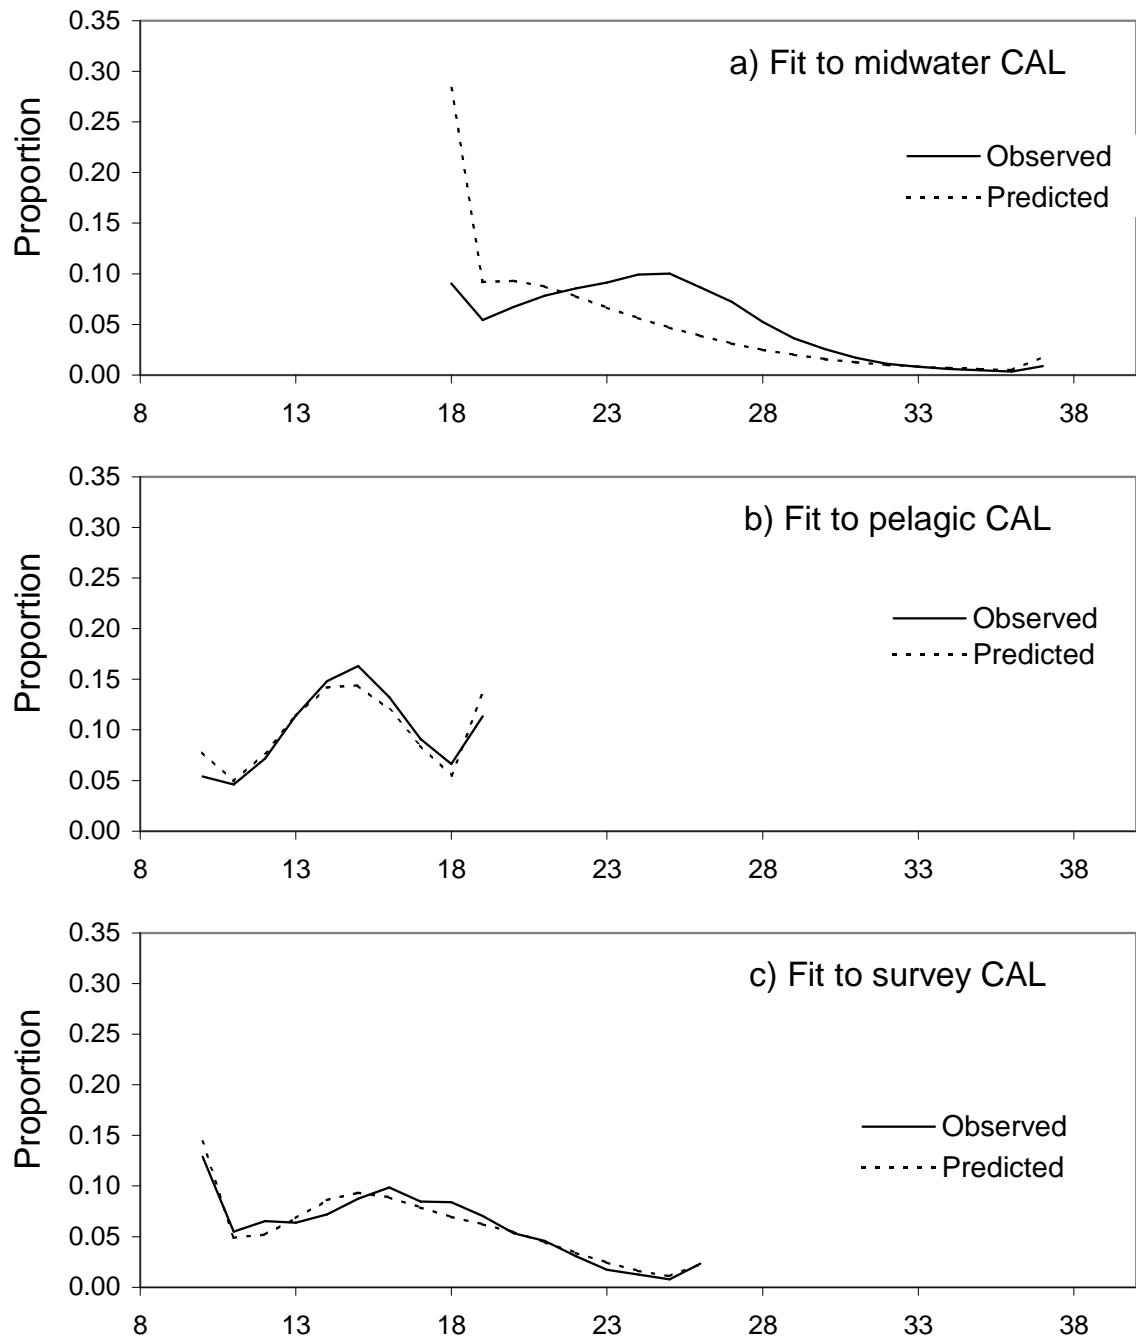 0.35
a) Fit to midwater CAL
0.30
0.25
0.20
0.15
0.10
0.05
0.00
Proportion
Observed
Predicted
8 13 18 23 28 33 38
0.35
b) Fit to pelagic CAL
0.30
0.25
0.20
0.15
0.10
0.05
0.00
Proportion
Observed
Predicted
8 13 18 23 28 33 38
0.35
c) Fit to survey CAL
0.30
0.25
0.20
0.15
0.10
0.05
0.00
Proportion
Observed
Predicted
8 13 18 23 28 33 38